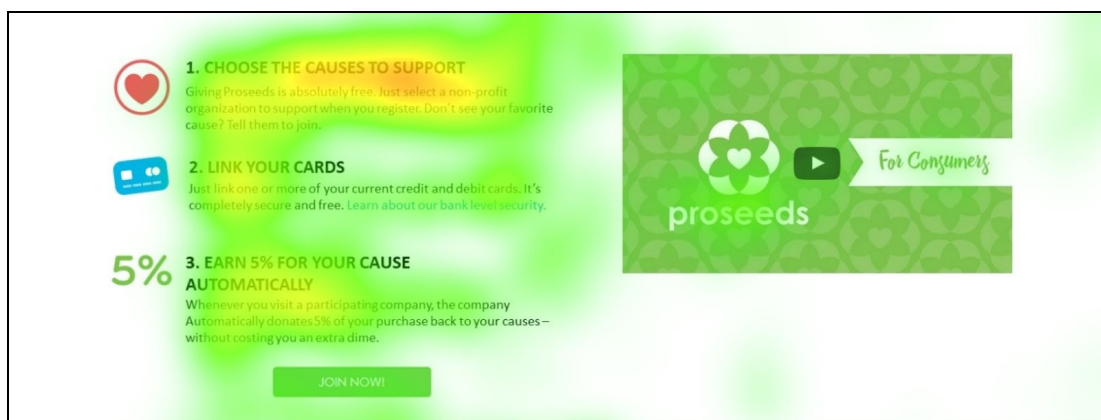 1. CHOOSE THE CAUSES TO SUPPORT
Giving Proseeds is absolutely free. Just select a non-profit
organization to support when you register. Don't see your favorite
cause? Tell them to join.
2. LINK YOUR CARDS
Just link one or more of your current credit and debit cards. It's
completely secure and free. Learn about our bank level security.
5%
3. EARN 5% FOR YOUR CAUSE
AUTOMATICALLY
Whenever you visit a participating company, the company
Automatically donates 5% of your purchase back to your causes –
without costing you an extra dime.
JOIN NOW!
For Consumers
proseeds